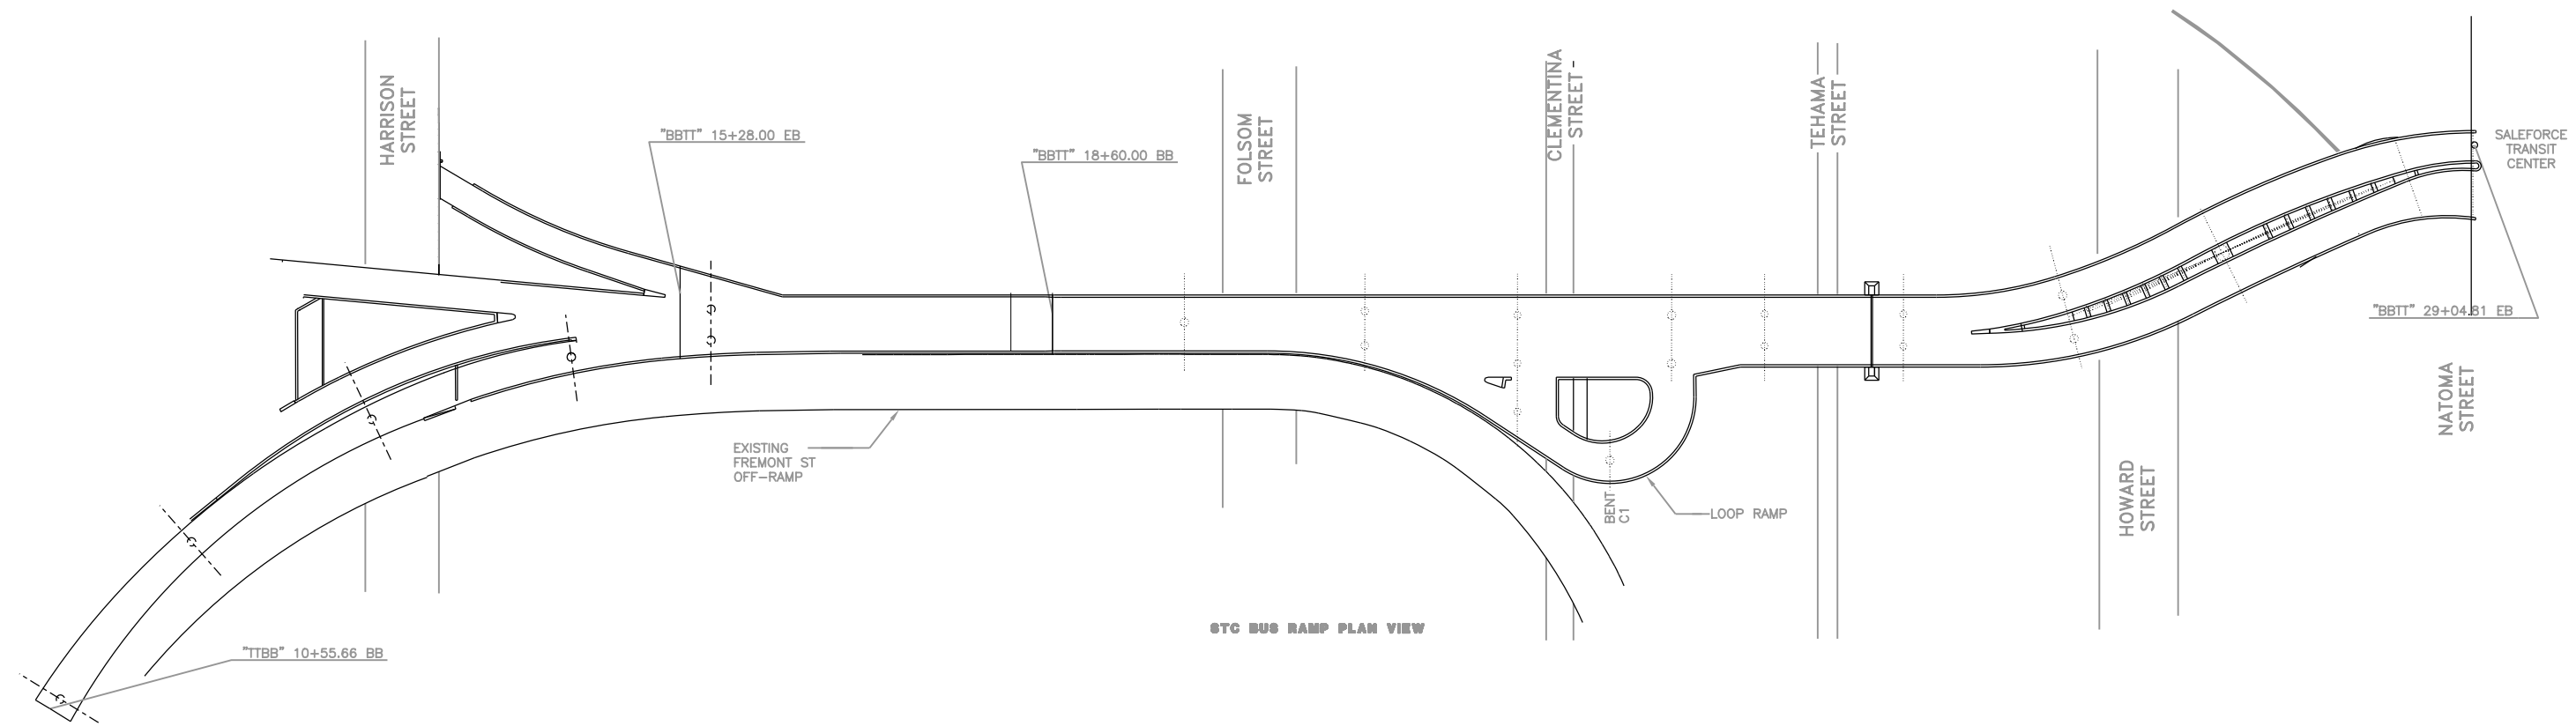 HARRISON
STREET
"BBTT" 15+28.00 EB
"BBTT" 18+60.00 BB
FOLSOM
STREET
CLEMENTINA
STREET
TEHAMA
STREET
SALEFORCE
TRANSIT
CENTER
"BBTT" 29+04.81 EB
NATOMA
STREET
HOWARD
STREET
EXISTING
FREMONT ST
OFF-RAMP
BENT
C1
LOOP RAMP
STC BUS RAMP PLAN VIEW
"TTBB" 10+55.66 BB